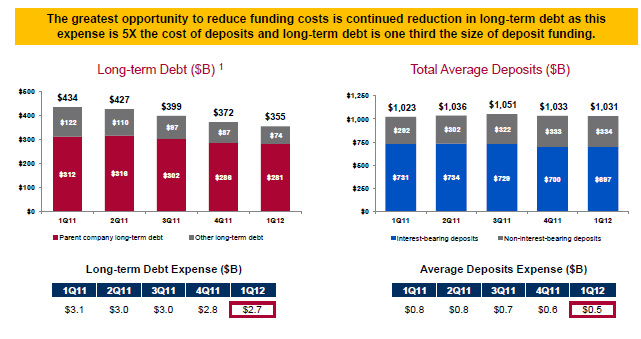 The greatest opportunity to reduce funding costs is continued reduction in long-term debt as this
expense is 5X the cost of deposits and long-term debt is one third the size of deposit funding.
Long-term Debt ($B) 1
$600
$400
$300
$200
$100
$0
$434
$427
$399
$372
$355
$122
$110
$97
$87
$74
$312
$316
$302
$286
$281
1Q11
2Q11
3Q11
4Q11
1Q12
Parent company long-term debt
Other long-term debt
Total Average Deposits ($B)
$1,250
$1,000
$750
$500
$250
$0
$1,023
$1,036
$1,051
$1,033
$1,031
$292
$302
$322
$333
$334
$731
$734
$729
$700
$697
1Q11
2Q11
3Q11
4Q11
1Q12
Interest-bearing deposits
Non-interest-bearing deposits
Long-term Debt Expense ($B)
1Q11 2Q11 3Q11 4Q11 1Q12
$3.1 $3.0 $3.0 $2.8 $2.7
Average Deposits Expense ($B)
1Q11 2Q11 3Q11 4Q11 1Q12
$0.8 $0.8 $0.7 $0.6 $0.5